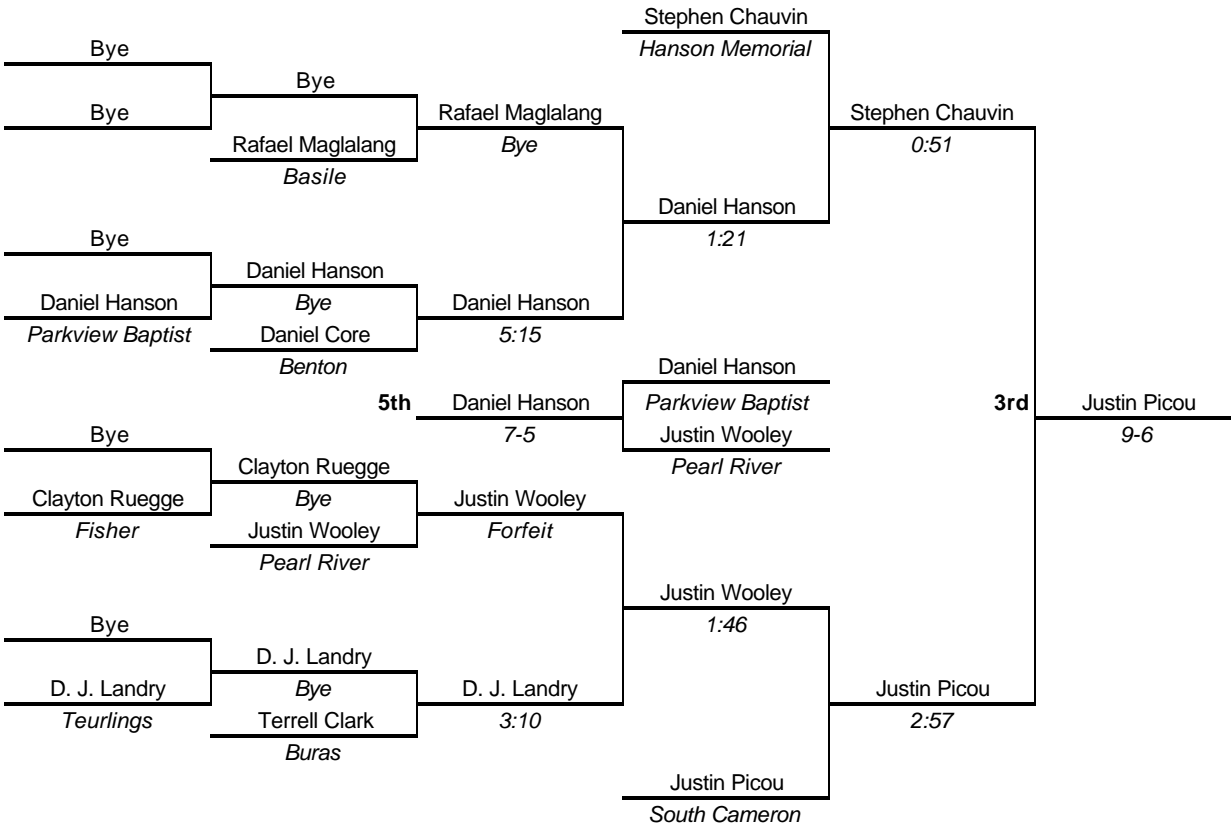 Stephen Chauvin
Hanson Memorial
Bye
Bye
Bye
Rafael Maglalang
Stephen Chauvin
Rafael Maglalang
Bye
0:51
Basile
Daniel Hanson
Bye
1:21
Daniel Hanson
Daniel Hanson
Bye
Daniel Hanson
Parkview Baptist
Daniel Core
5:15
Benton
Daniel Hanson
5th
Daniel Hanson
Parkview Baptist
3rd
Justin Picou
Bye
7-5
Justin Wooley
9-6
Clayton Ruegge
Pearl River
Clayton Ruegge
Bye
Justin Wooley
Fisher
Justin Wooley
Forfeit
Pearl River
Justin Wooley
Bye
1:46
D. J. Landry
D. J. Landry
Bye
D. J. Landry
Justin Picou
Teurlings
Terrell Clark
3:10
2:57
Buras
Justin Picou
South Cameron